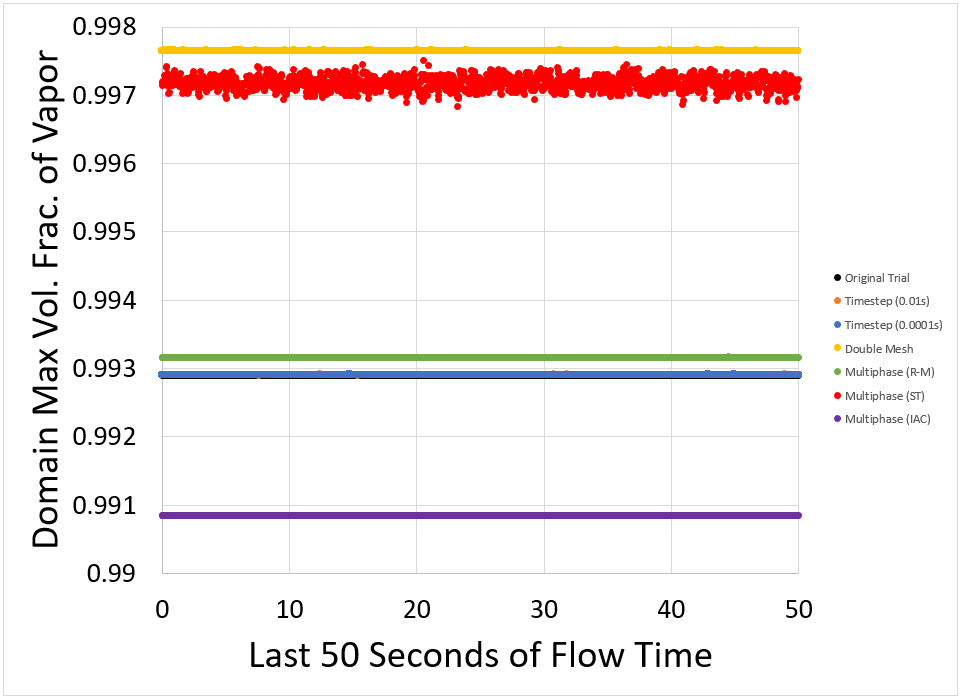 0.998
0.997
0.996
0.995
0.994
0.993
0.992
0.991
0.99
Domain Max Vol. Frac. of Vapor
0 10 20 30 40 50
Last 50 Seconds of Flow Time
Original Trial
Timestep (0.01s)
Timestep (0.0001s)
Double Mesh
Multiphase (R-M)
Multiphase (ST)
Multiphase (IAC)